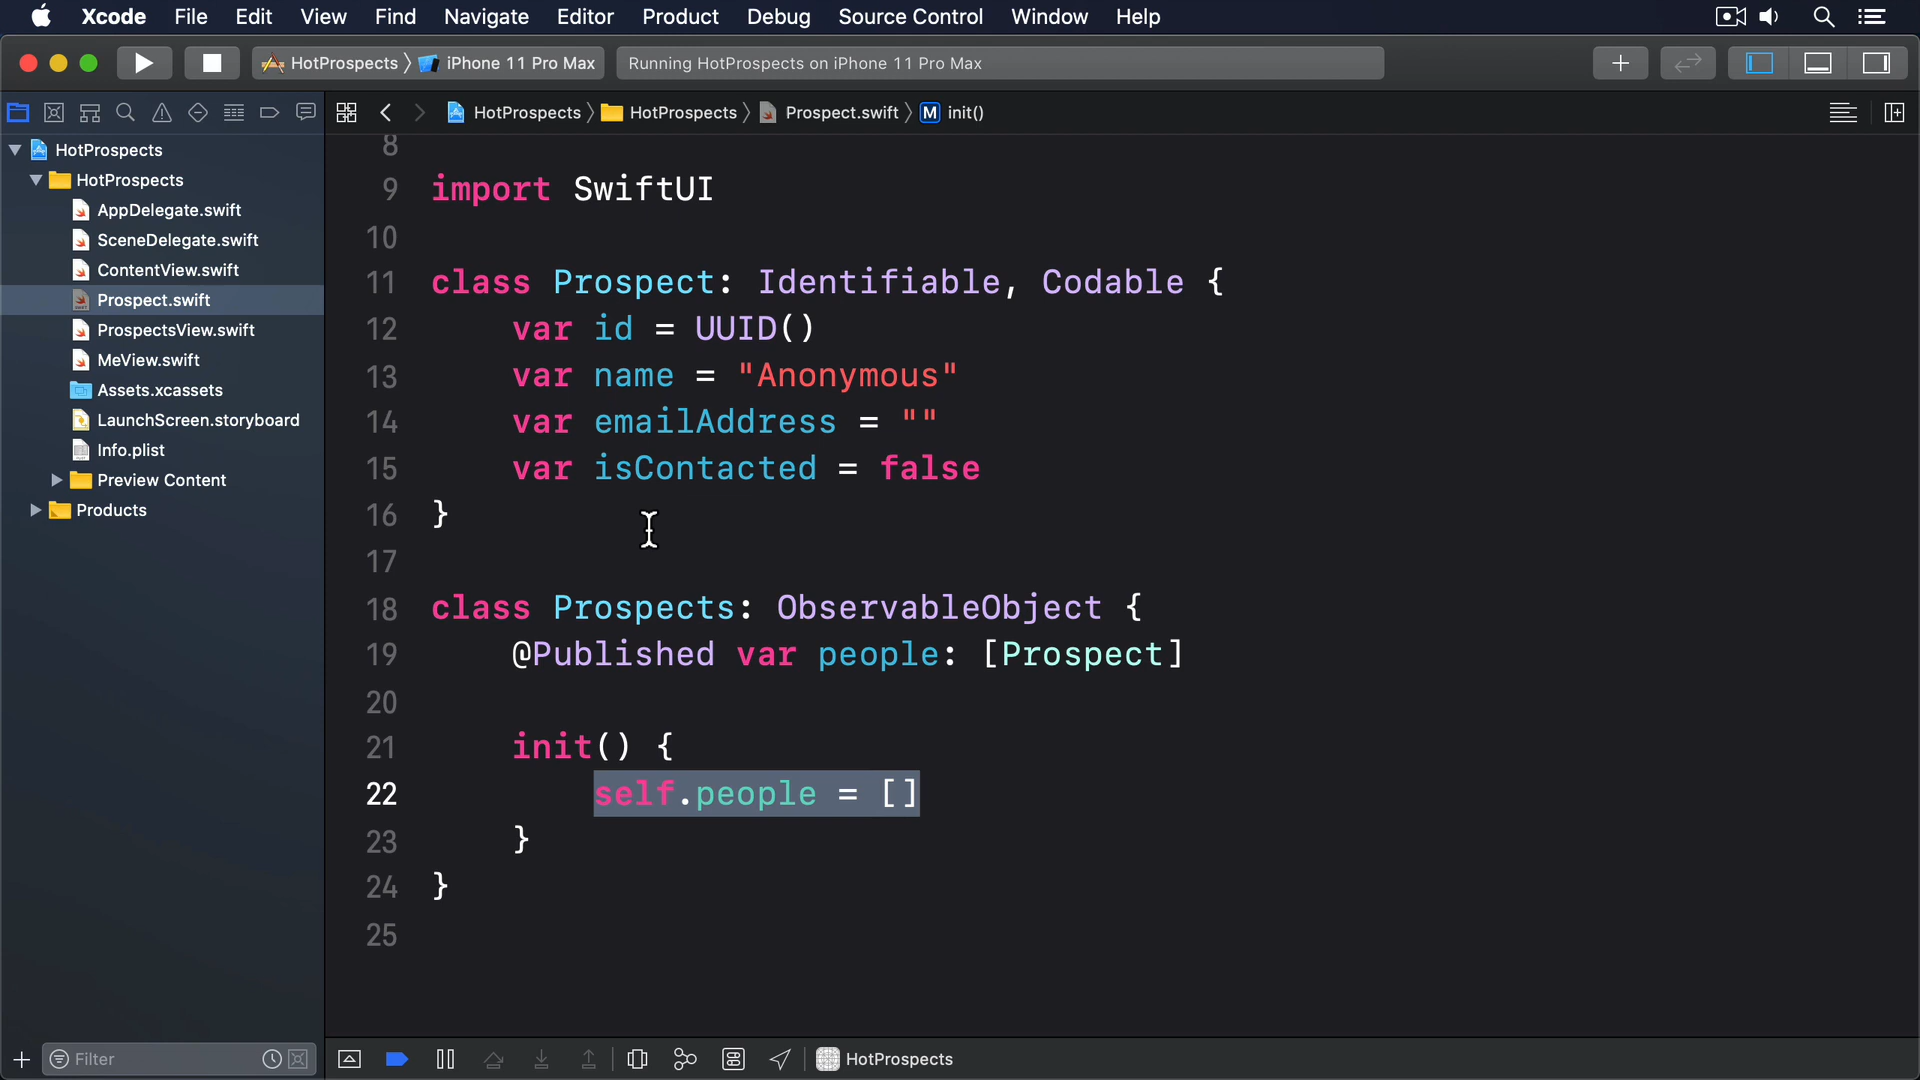 Xcode File Edit View Find Navigate Editor Product Debug Source Control Window Help
HotProspects iPhone 11 Pro Max Running HotProspects on iPhone 11 Pro Max
HotProspects HotProspects Prospect.swift M init()
HotProspects
HotProspects
AppDelegate.swift
SceneDelegate.swift
ContentView.swift
Prospect.swift
ProspectsView.swift
MeView.swift
Assets.xcassets
LaunchScreen.storyboard
Info.plist
Preview Content
Products
8
9 import SwiftUI
10
11 class Prospect: Identifiable, Codable {
12 var id = UUID()
13 var name = "Anonymous"
14 var emailAddress = ""
15 var isContacted = false
16 }
17
18 class Prospects: ObservableObject {
19 @Published var people: [Prospect]
20
21 init() {
22 self.people = []
23 }
24 }
25
Filter
HotProspects